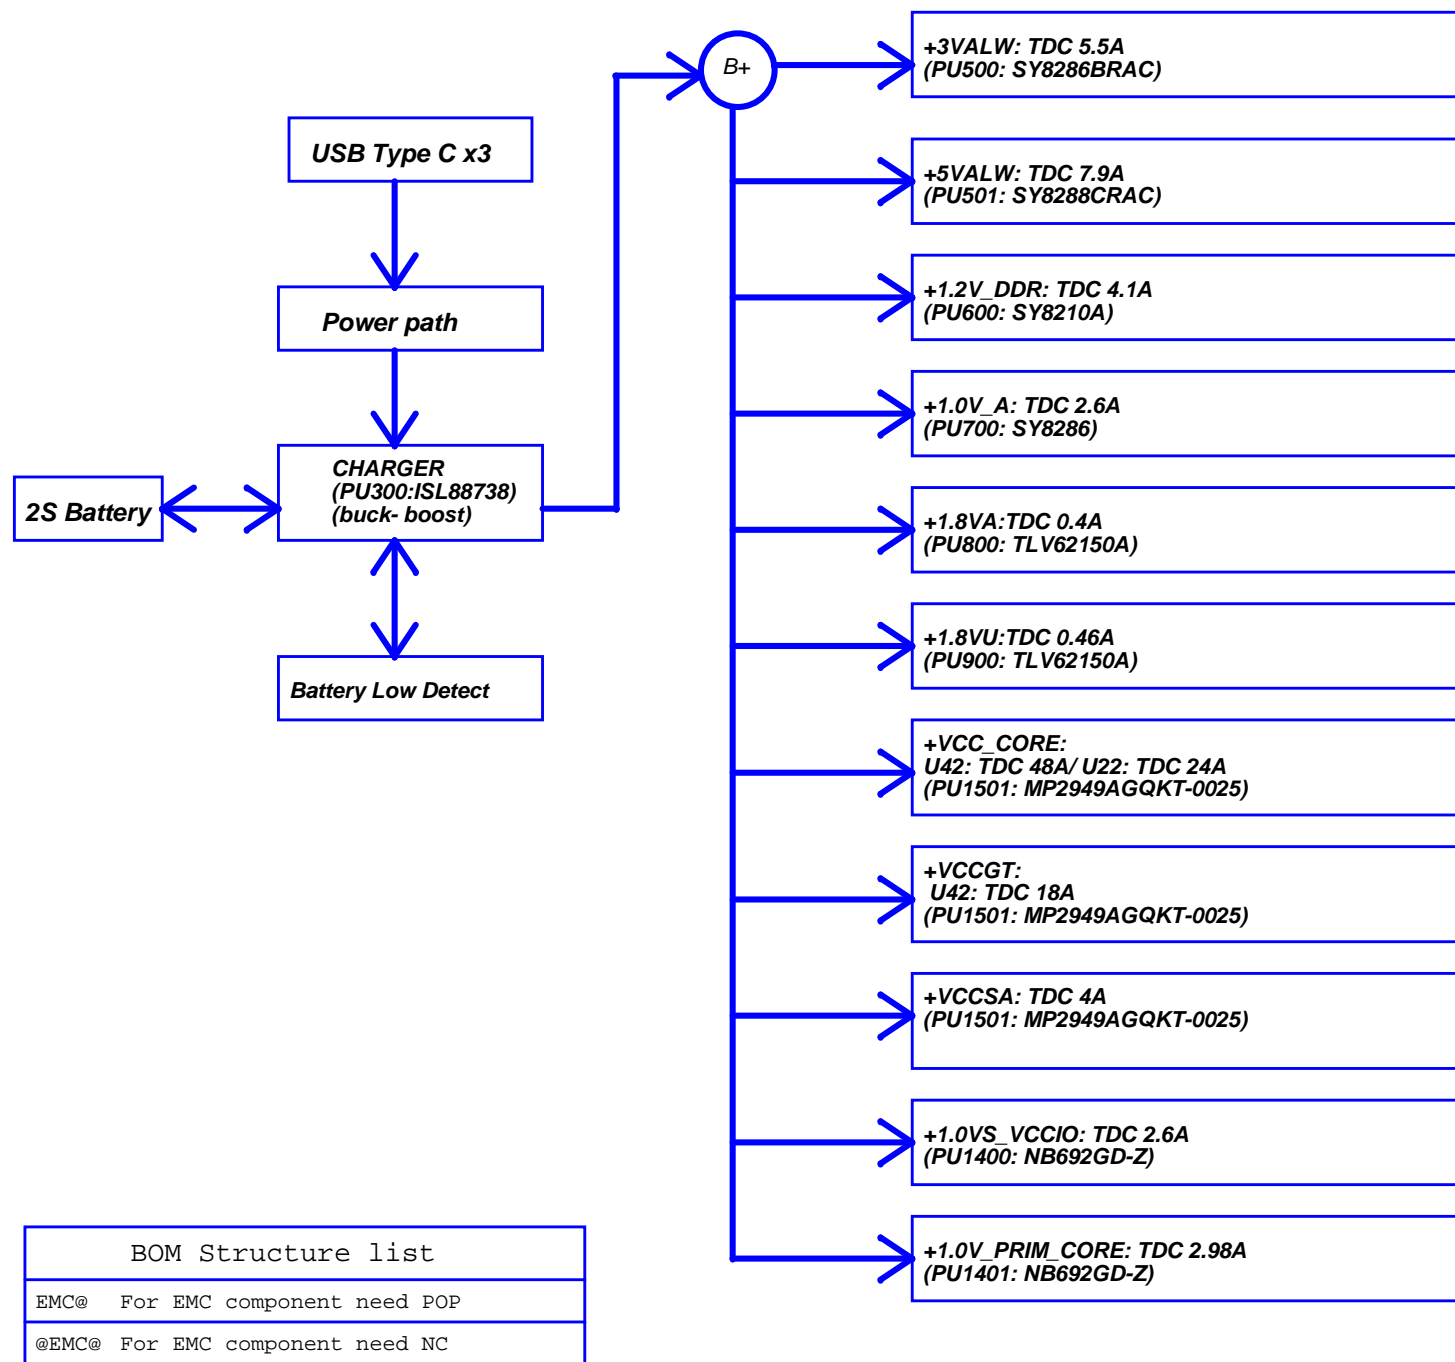 B+
USB Type C x3
Power path
CHARGER
(PU300:ISL88738)
(buck- boost)
2S Battery
Battery Low Detect
+3VALW: TDC 5.5A
(PU500: SY8286BRAC)
+5VALW: TDC 7.9A
(PU501: SY8288CRAC)
+1.2V_DDR: TDC 4.1A
(PU600: SY8210A)
+1.0V_A: TDC 2.6A
(PU700: SY8286)
+1.8VA:TDC 0.4A
(PU800: TLV62150A)
+1.8VU:TDC 0.46A
(PU900: TLV62150A)
+VCC_CORE:
U42: TDC 48A/ U22: TDC 24A
(PU1501: MP2949AGQKT-0025)
+VCCGT:
U42: TDC 18A
(PU1501: MP2949AGQKT-0025)
+VCCSA: TDC 4A
(PU1501: MP2949AGQKT-0025)
+1.0VS_VCCIO: TDC 2.6A
(PU1400: NB692GD-Z)
+1.0V_PRIM_CORE: TDC 2.98A
(PU1401: NB692GD-Z)
BOM Structure list
EMC@ For EMC component need POP
@EMC@ For EMC component need NC